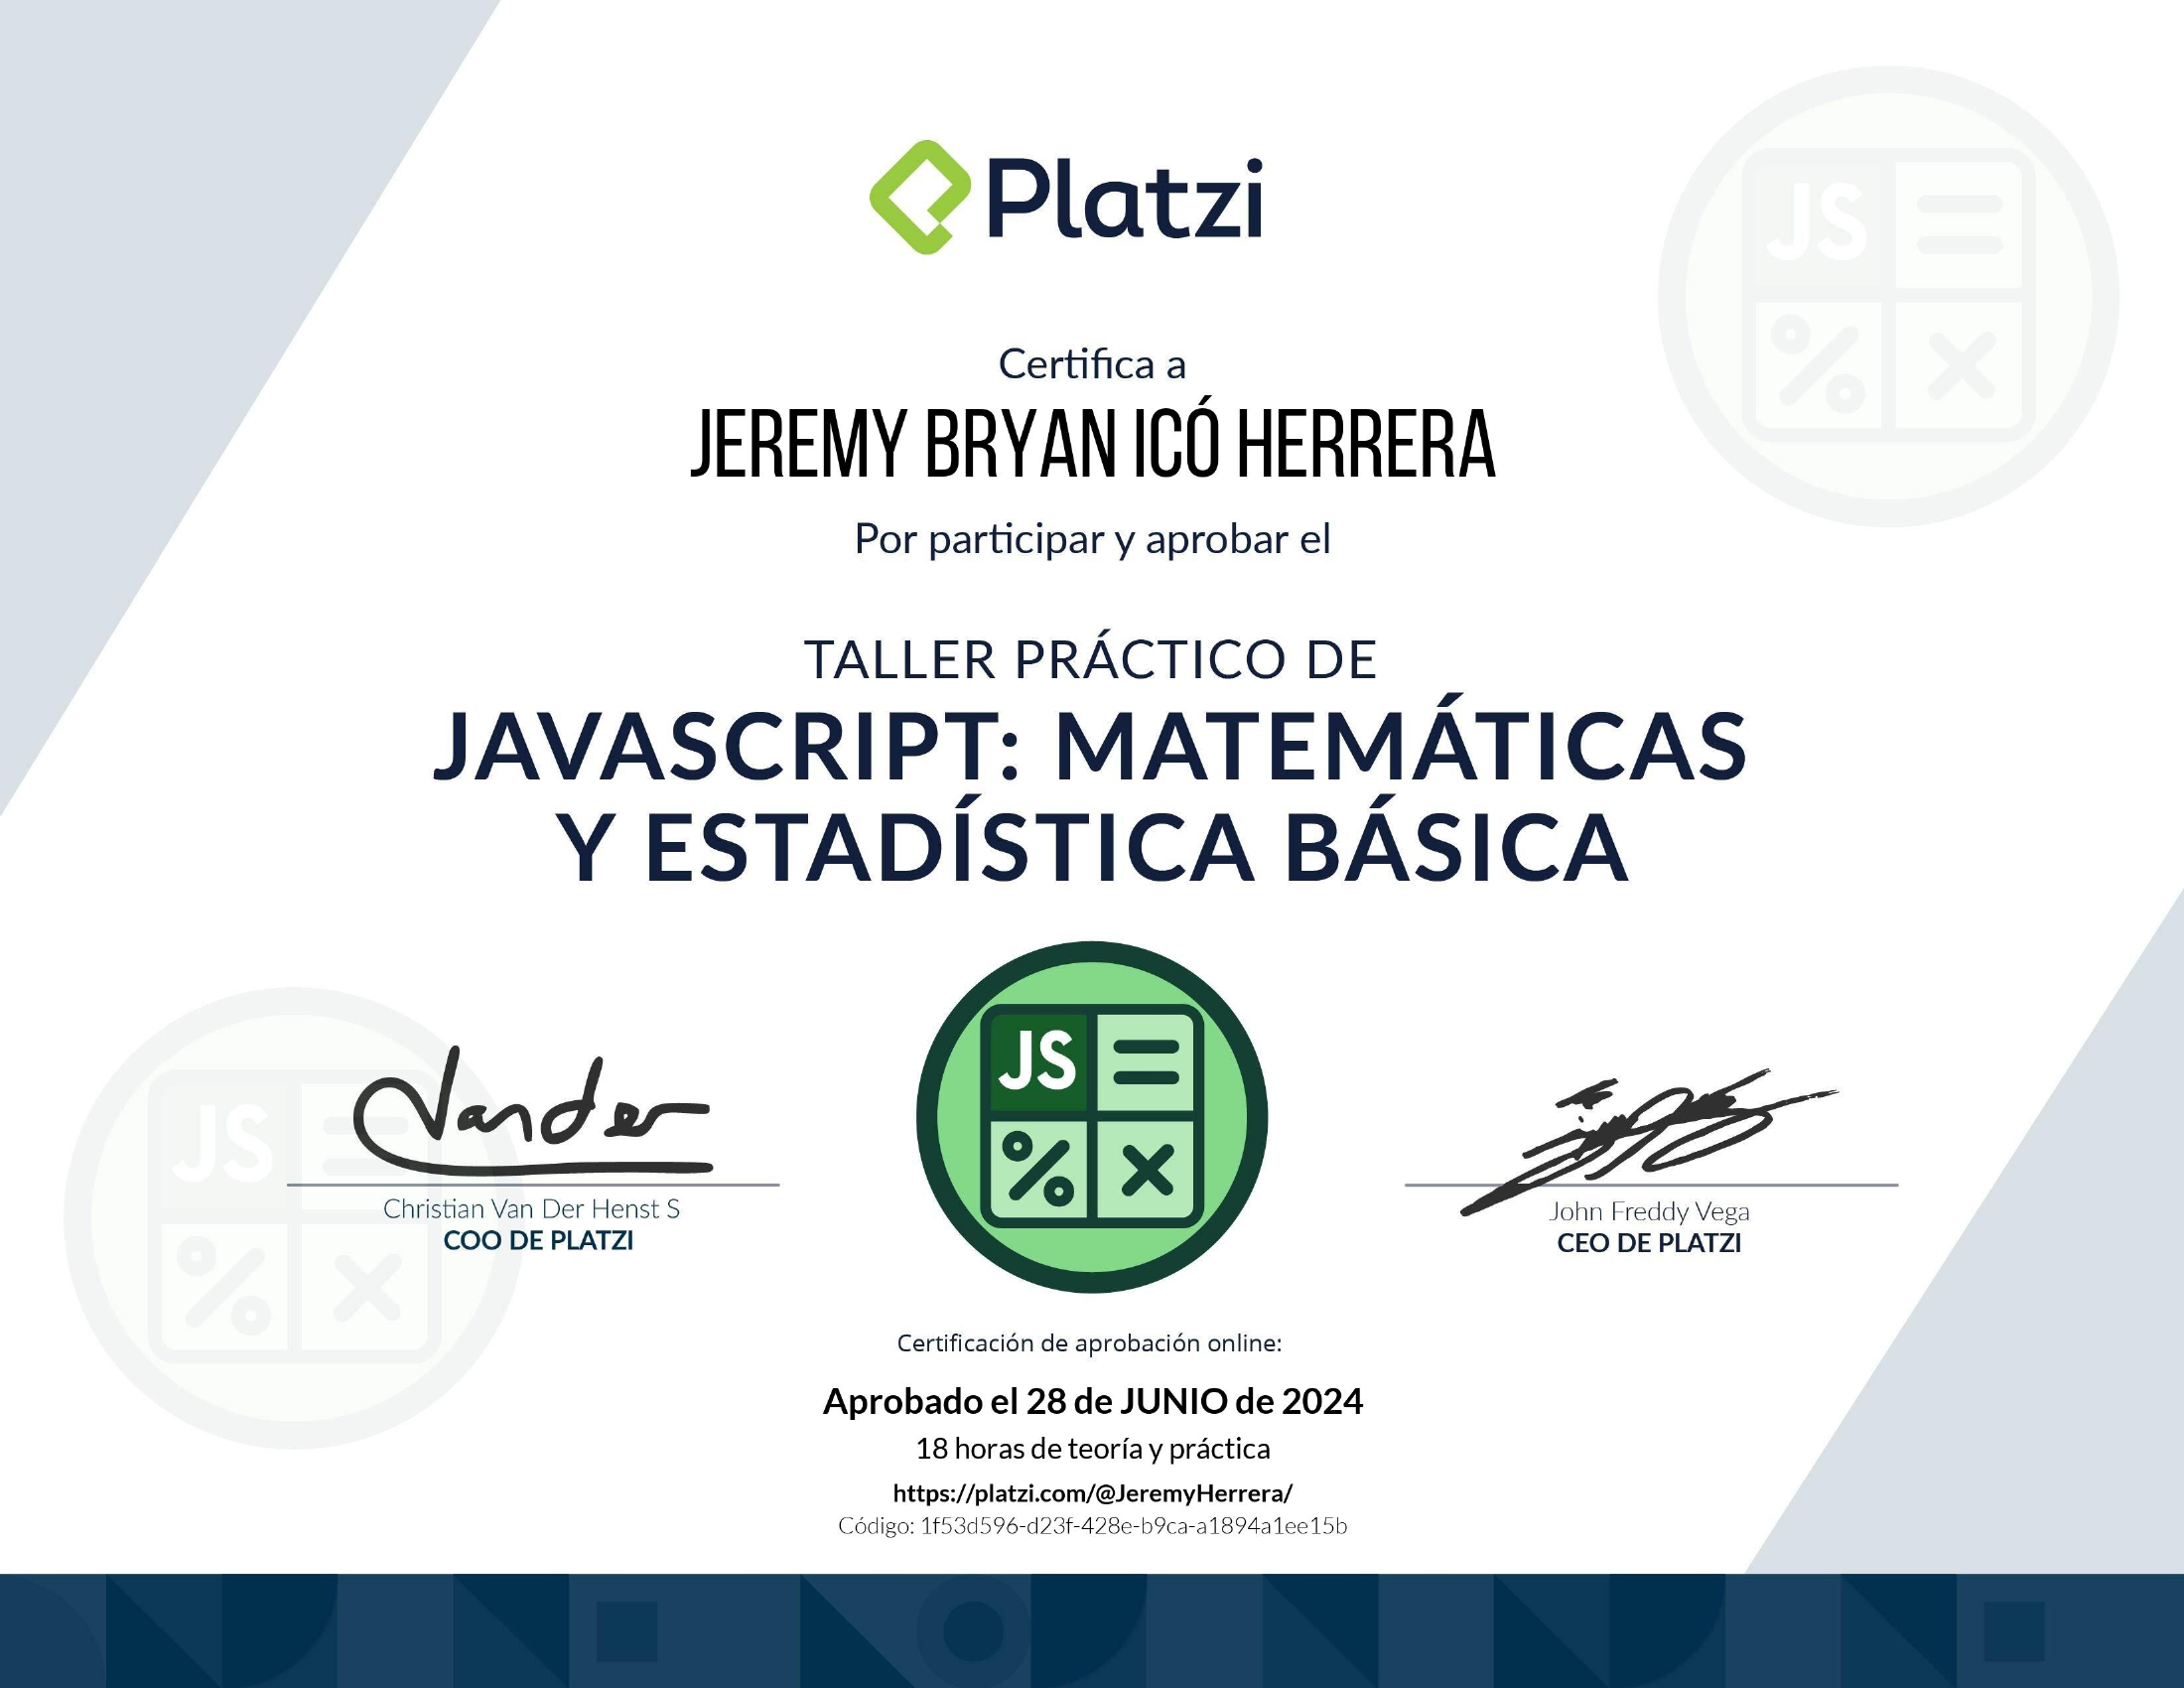 Platzi
Certifica a
JEREMY BRYAN ICÓ HERRERA
Por participar y aprobar el
TALLER PRÁCTICO DE
JAVASCRIPT: MATEMÁTICAS
Y ESTADÍSTICA BÁSICA
JS
JS
JS
Vander
Christian Van Der Henst S
COO DE PLATZI
John Freddy Vega
CEO DE PLATZI
Certificación de aprobación online:
Aprobado el 28 de JUNIO de 2024
18 horas de teoría y práctica
https://platzi.com/@JeremyHerrera/
Código: 1f53d596-d23f-428e-b9ca-a1894a1ee15b